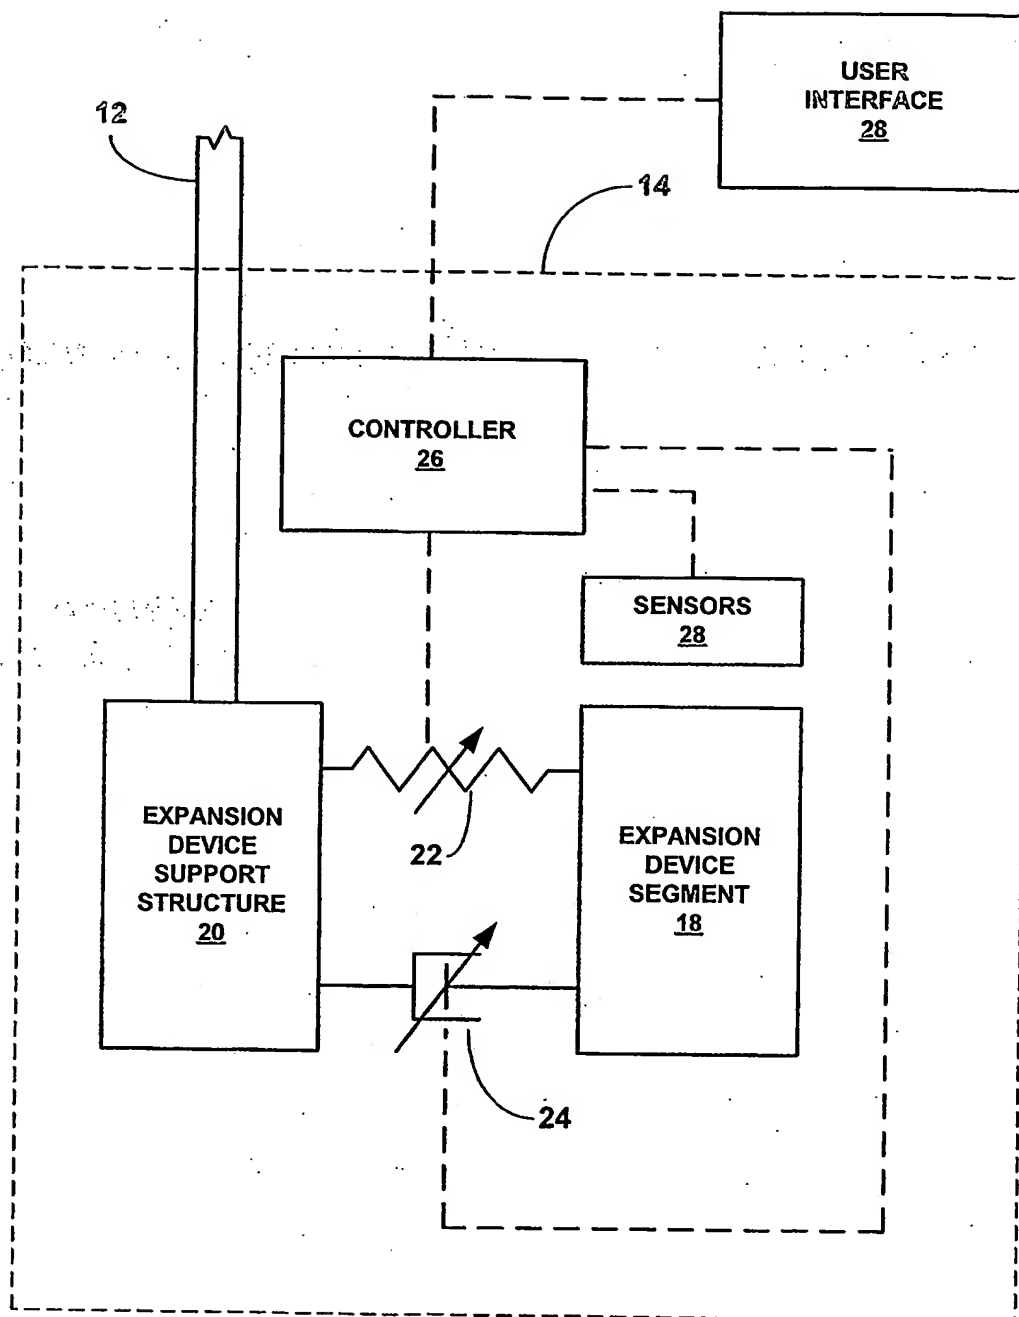 USER
INTERFACE
28
12
14
CONTROLLER
26
SENSORS
28
EXPANSION
DEVICE
SUPPORT
STRUCTURE
20
22
EXPANSION
DEVICE
SEGMENT
18
24